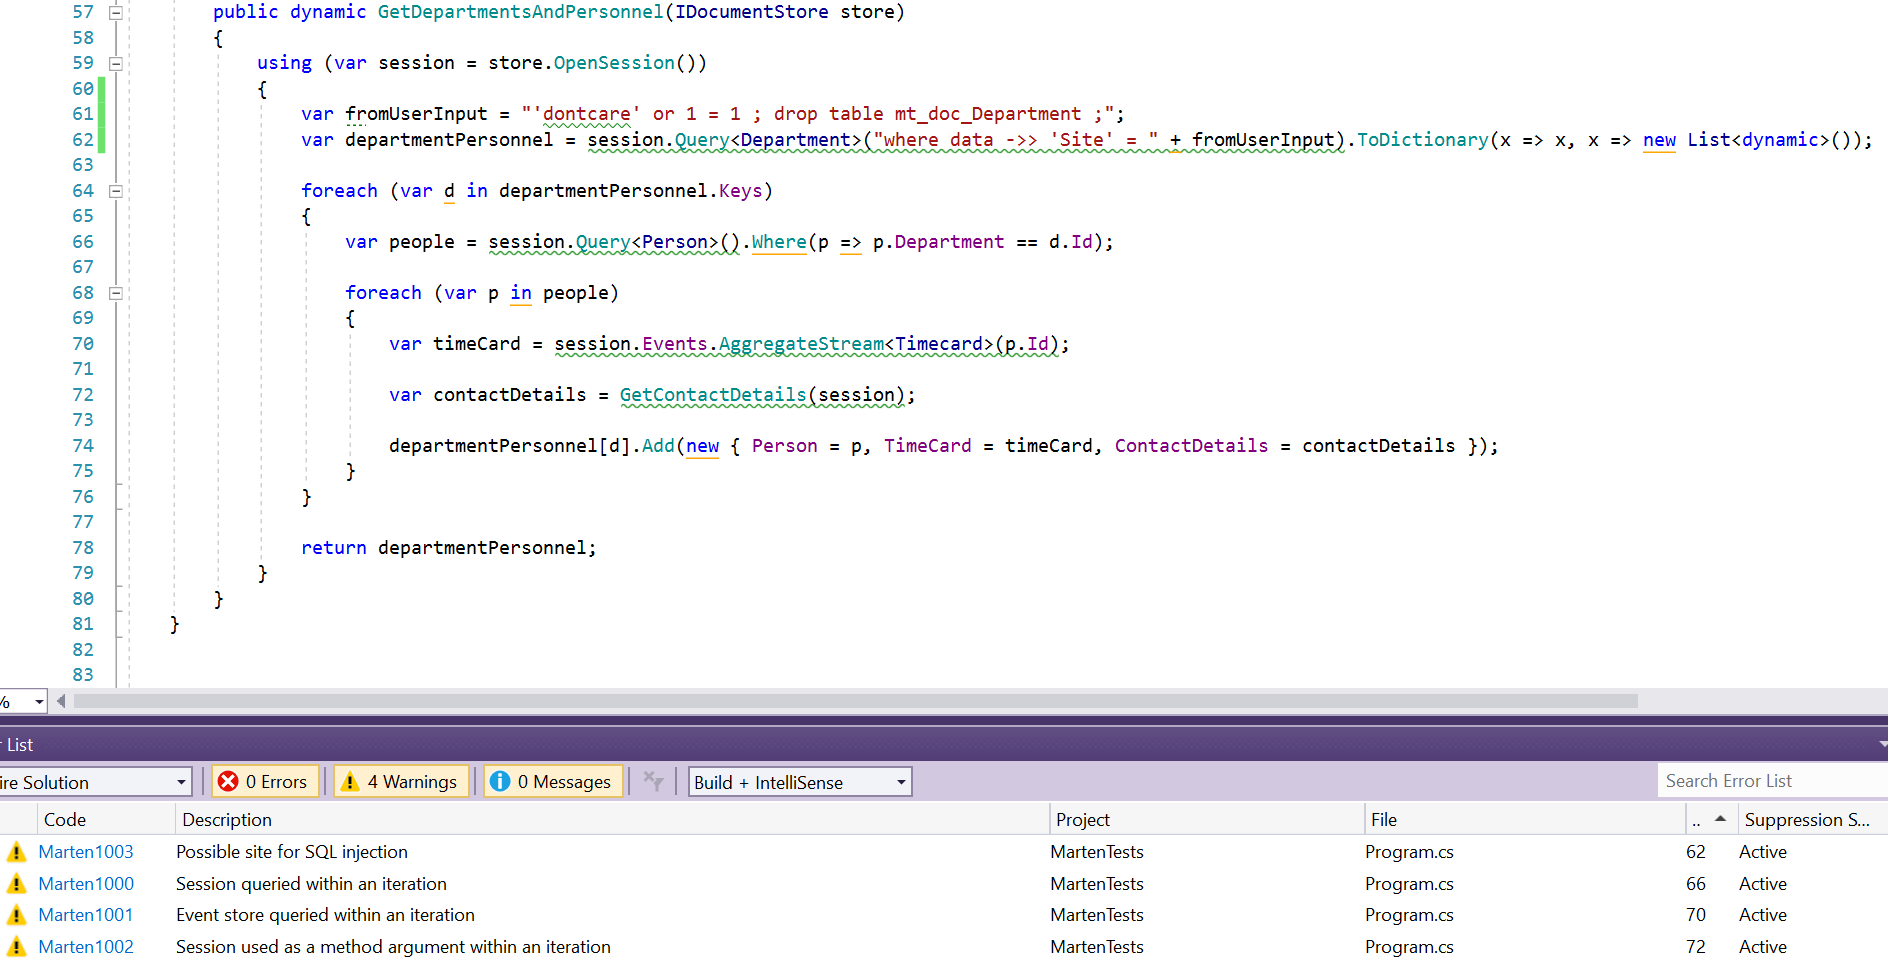 57 public dynamic GetDepartmentsAndPersonnel(IDocumentStore store)
58 {
59 using (var session = store.OpenSession())
60 {
61 var fromUserInput = "'dontcare' or 1 = 1 ; drop table mt_doc_Department ;";
62 var departmentPersonnel = session.Query<Department>("where data ->> 'Site' = " + fromUserInput).ToDictionary(x => x, x => new List<dynamic>());
63
64 foreach (var d in departmentPersonnel.Keys)
65 {
66 var people = session.Query<Person>().Where(p => p.Department == d.Id);
67
68 foreach (var p in people)
69 {
70 var timeCard = session.Events.AggregateStream<Timecard>(p.Id);
71
72 var contactDetails = GetContactDetails(session);
73
74 departmentPersonnel[d].Add(new { Person = p, TimeCard = timeCard, ContactDetails = contactDetails });
75 }
76 }
77
78 return departmentPersonnel;
79 }
80 }
81 }
82
83
%
List
ire Solution 0 Errors 4 Warnings 0 Messages Build + IntelliSense Search Error List
Code Description Project File .. Suppression S...
Marten1003 Possible site for SQL injection MartenTests Program.cs 62 Active
Marten1000 Session queried within an iteration MartenTests Program.cs 66 Active
Marten1001 Event store queried within an iteration MartenTests Program.cs 70 Active
Marten1002 Session used as a method argument within an iteration MartenTests Program.cs 72 Active